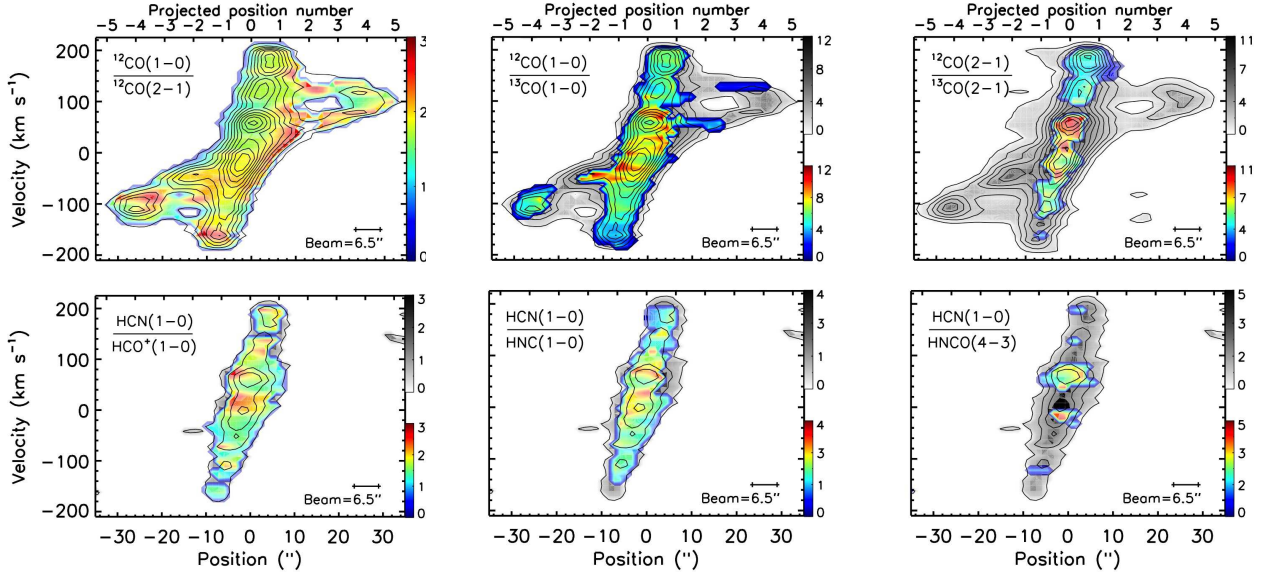 Projected position number Projected position number Projected position number
-5 -4 -2 -1 0 1 2 4 5 -5 -4 -2 -1 0 1 2 4 5 -5 -4 -2 -1 0 1 2 4 5
Velocity (km s⁻¹)
200
100
0
-100
-200
¹²CO(1-0)
¹²CO(2-1)
Beam=6.5"
3
2
1
0
¹²CO(1-0)
¹³CO(1-0)
Beam=6.5"
12
8
4
0
12
8
4
0
¹²CO(2-1)
¹³CO(2-1)
Beam=6.5"
11
7
4
0
11
7
4
0
Velocity (km s⁻¹)
200
100
0
-100
-200
HCN(1-0)
HCO⁺(1-0)
Beam=6.5"
3
2
1
0
3
2
1
0
HCN(1-0)
HNC(1-0)
Beam=6.5"
4
3
1
0
4
3
1
0
HCN(1-0)
HNCO(4-3)
Beam=6.5"
5
3
2
0
5
3
2
0
-30 -20 -10 0 10 20 30 -30 -20 -10 0 10 20 30 -30 -20 -10 0 10 20 30
Position (") Position (") Position (")